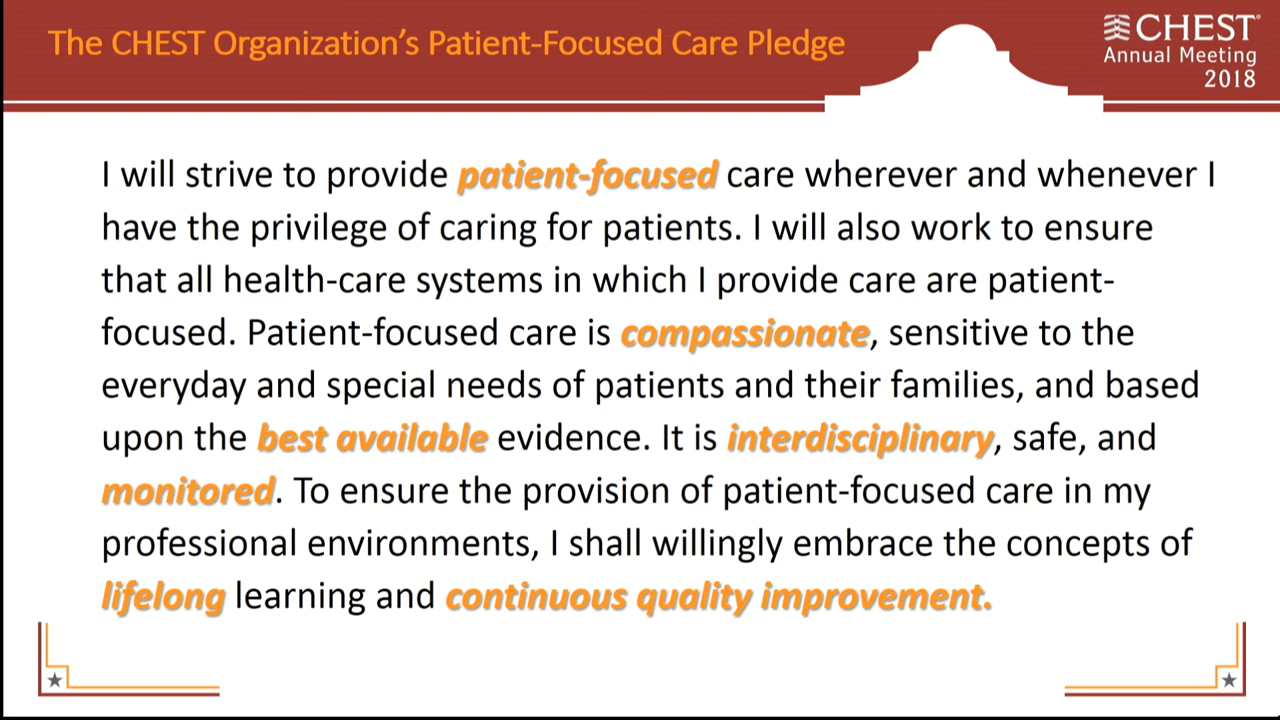 The CHEST Organization's Patient-Focused Care Pledge
CHEST®
Annual Meeting
2018
I will strive to provide patient-focused care wherever and whenever I
have the privilege of caring for patients. I will also work to ensure
that all health-care systems in which I provide care are patient-
focused. Patient-focused care is compassionate, sensitive to the
everyday and special needs of patients and their families, and based
upon the best available evidence. It is interdisciplinary, safe, and
monitored. To ensure the provision of patient-focused care in my
professional environments, I shall willingly embrace the concepts of
lifelong learning and continuous quality improvement.